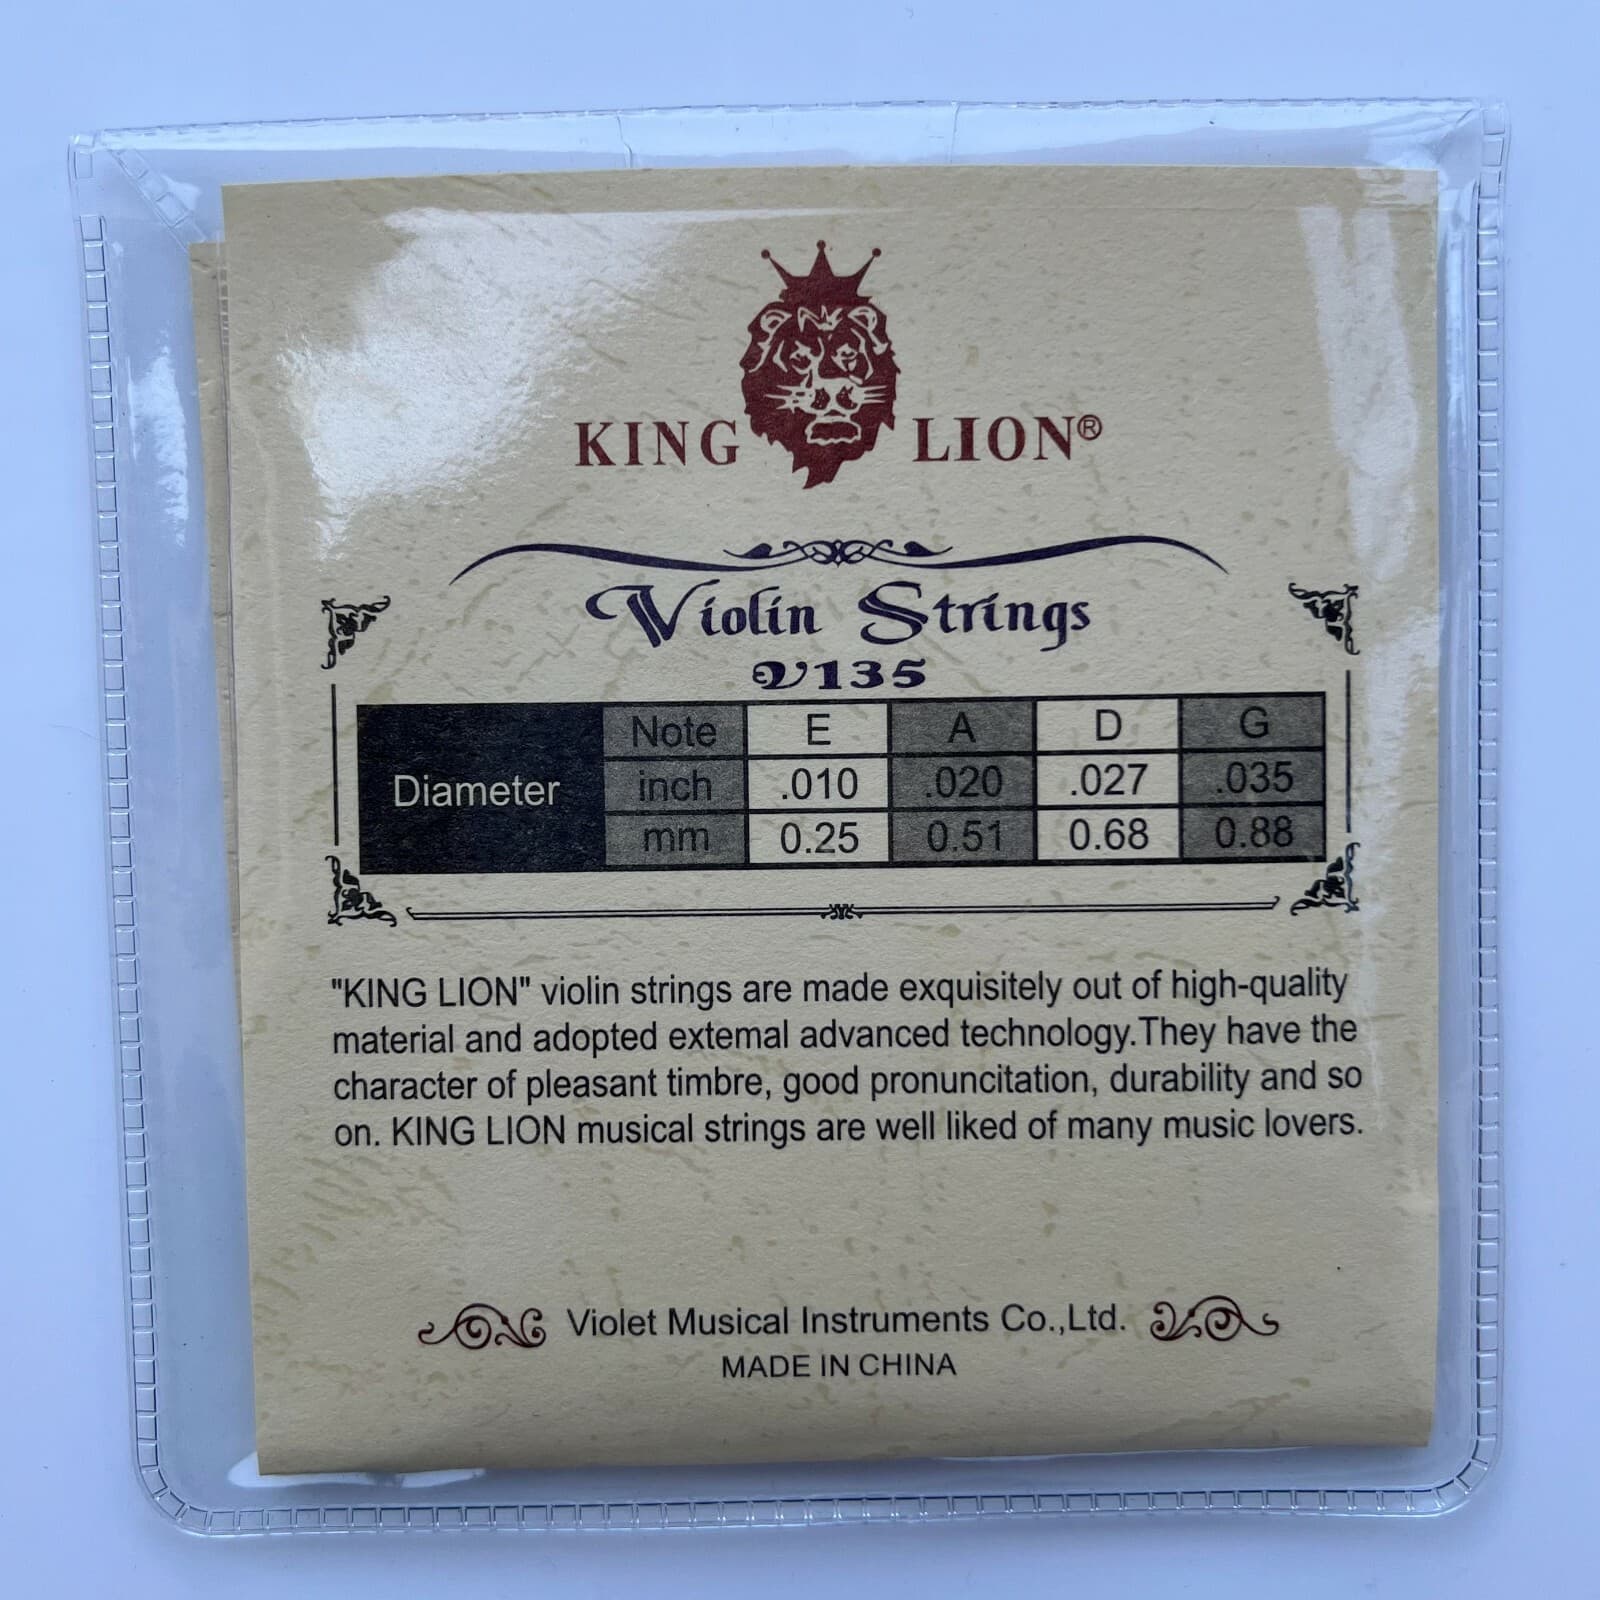 KING LION®
Violin Strings
V135
Diameter
Note E A D G
inch .010 .020 .027 .035
mm 0.25 0.51 0.68 0.88
"KING LION" violin strings are made exquisitely out of high-quality
material and adopted extemal advanced technology.They have the
character of pleasant timbre, good pronuncitation, durability and so
on. KING LION musical strings are well liked of many music lovers.
Violet Musical Instruments Co.,Ltd.
MADE IN CHINA